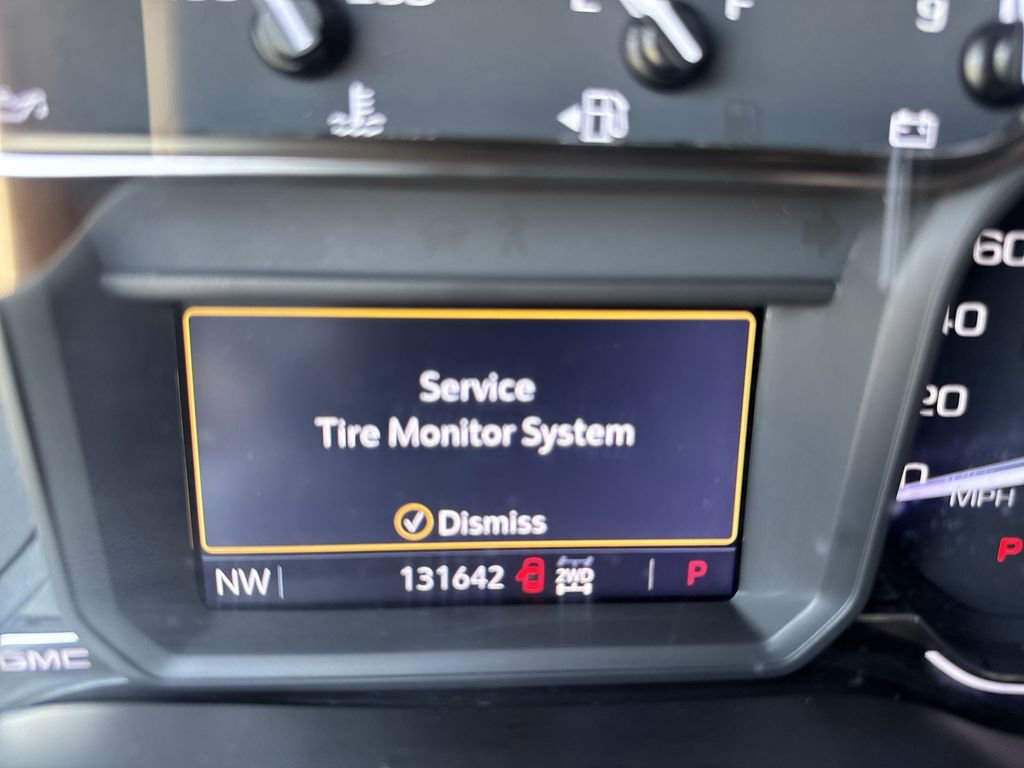 E F
60
40
20
0
MPH
P
Service
Tire Monitor System
Dismiss
NW 131642 2WD P
GMC